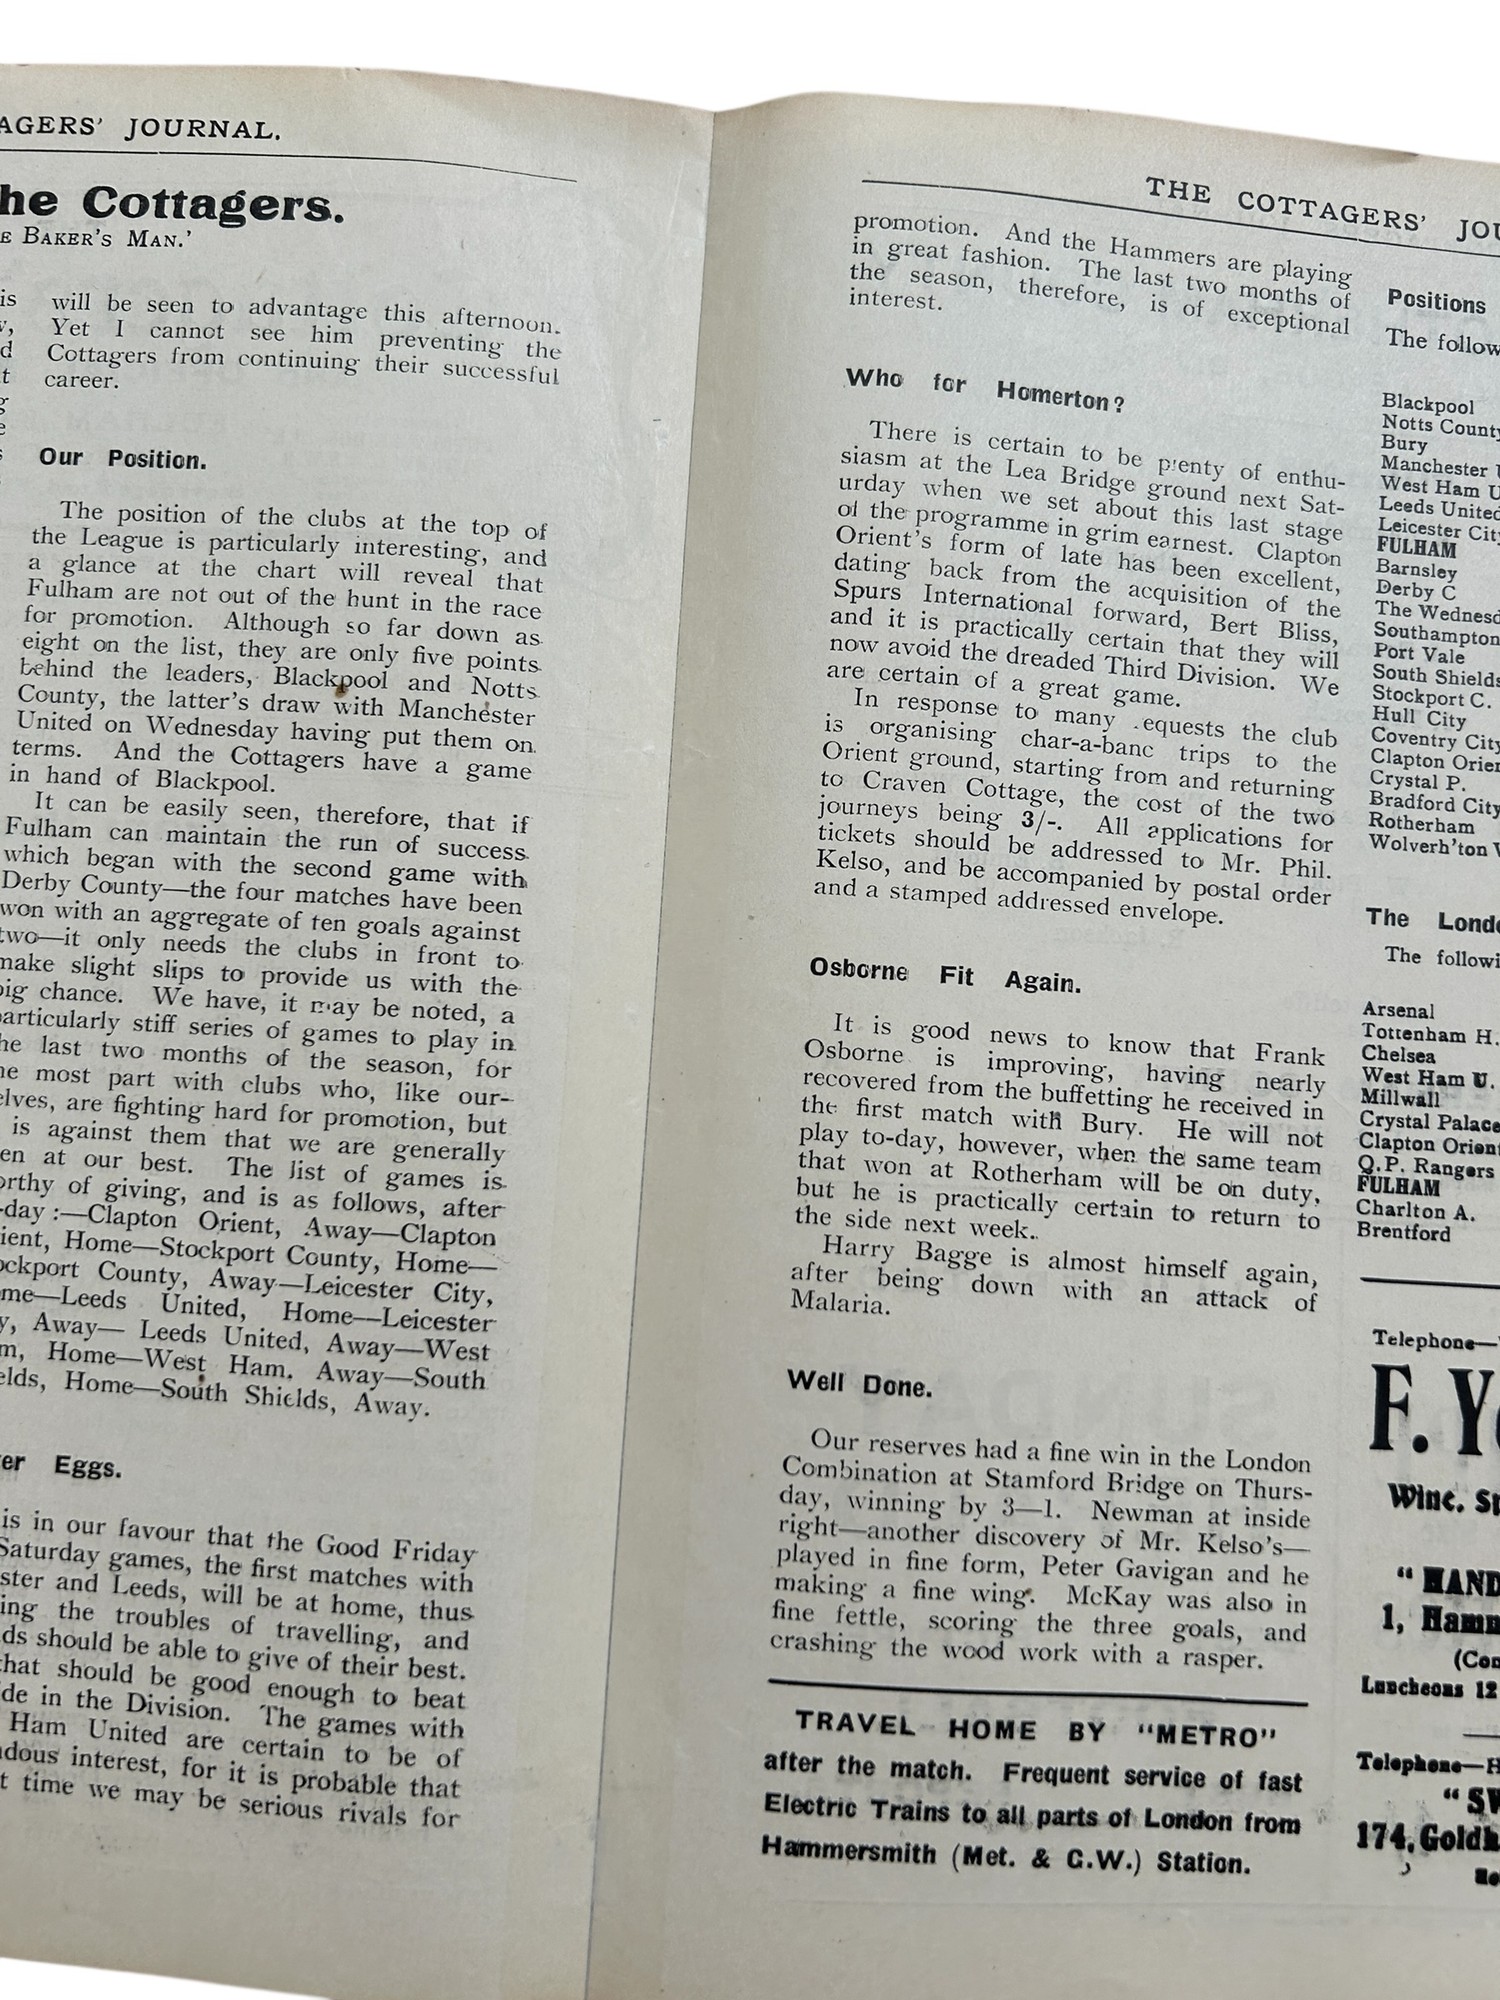 AGERS' JOURNAL.
he Cottagers.
E BAKER'S MAN.'
will be seen to advantage this afternoon.
Yet I cannot see him preventing the
Cottagers from continuing their successful
career.
Our Position.
The position of the clubs at the top of
the League is particularly interesting, and
a glance at the chart will reveal that
Fulham are not out of the hunt in the race
for promotion. Although so far down as
eight on the list, they are only five points
behind the leaders, Blackpool and Notts
County, the latter's draw with Manchester
United on Wednesday having put them on
terms. And the Cottagers have a game
in hand of Blackpool.
It can be easily seen, therefore, that if
Fulham can maintain the run of success
which began with the second game with
Derby County—the four matches have been
won with an aggregate of ten goals against
two—it only needs the clubs in front to
make slight slips to provide us with the
big chance. We have, it may be noted, a
particularly stiff series of games to play in
he last two months of the season, for
he most part with clubs who, like our-
elves, are fighting hard for promotion, but
is against them that we are generally
en at our best. The list of games is
orthy of giving, and is as follows, after
-day :—Clapton Orient, Away—Clapton
ient, Home—Stockport County, Home—
ockport County, Away—Leicester City,
me—Leeds United, Home—Leicester
y, Away— Leeds United, Away—West
m, Home—West Ham. Away—South
elds, Home—South Shields, Away.
er Eggs.
is in our favour that the Good Friday
Saturday games, the first matches with
ster and Leeds, will be at home, thus
ing the troubles of travelling, and
ds should be able to give of their best.
that should be good enough to beat
de in the Division. The games with
Ham United are certain to be of
dous interest, for it is probable that
t time we may be serious rivals for
THE COTTAGERS' JOU
promotion. And the Hammers are playing
in great fashion. The last two months of
the season, therefore, is of exceptional
interest.
Who for Homerton?
There is certain to be plenty of enthu-
siasm at the Lea Bridge ground next Sat-
urday when we set about this last stage
of the programme in grim earnest. Clapton
Orient's form of late has been excellent,
dating back from the acquisition of the
Spurs International forward, Bert Bliss,
and it is practically certain that they will
now avoid the dreaded Third Division. We
are certain of a great game.
In response to many .equests the club
is organising char-a-banc trips to the
Orient ground, starting from and returning
to Craven Cottage, the cost of the two
journeys being 3/-. All applications for
tickets should be addressed to Mr. Phil.
Kelso, and be accompanied by postal order
and a stamped addressed envelope.
Osborne Fit Again.
It is good news to know that Frank
Osborne is improving, having nearly
recovered from the buffetting he received in
the first match with Bury. He will not
play to-day, however, when the same team
that won at Rotherham will be on duty,
but he is practically certain to return to
the side next week.
Harry Bagge is almost himself again,
after being down with an attack of
Malaria.
Well Done.
Our reserves had a fine win in the London
Combination at Stamford Bridge on Thurs-
day, winning by 3—1. Newman at inside
right—another discovery of Mr. Kelso's—
played in fine form, Peter Gavigan and he
making a fine wing. McKay was also in
fine fettle, scoring the three goals, and
crashing the wood work with a rasper.
TRAVEL HOME BY "METRO"
after the match. Frequent service of fast
Electric Trains to all parts of London from
Hammersmith (Met. & G.W.) Station.
Positions
The follow
Blackpool
Notts County
Bury
Manchester U
West Ham U
Leeds United
Leicester City
FULHAM
Barnsley
Derby C
The Wednesd
Southampton
Port Vale
South Shields
Stockport C.
Hull City
Coventry City
Clapton Orien
Crystal P.
Bradford City
Rotherham
Wolverh'ton W
The Londo
The followi
Arsenal
Tottenham H.
Chelsea
West Ham U.
Millwall
Crystal Palace
Clapton Orient
Q.P. Rangers
FULHAM
Charlton A.
Brentford
Telephone—
F. Y
Wine. Sp
"HAND
1, Hamm
(Con
Luncheons 12
Telephone—H
"SW
174, Goldh